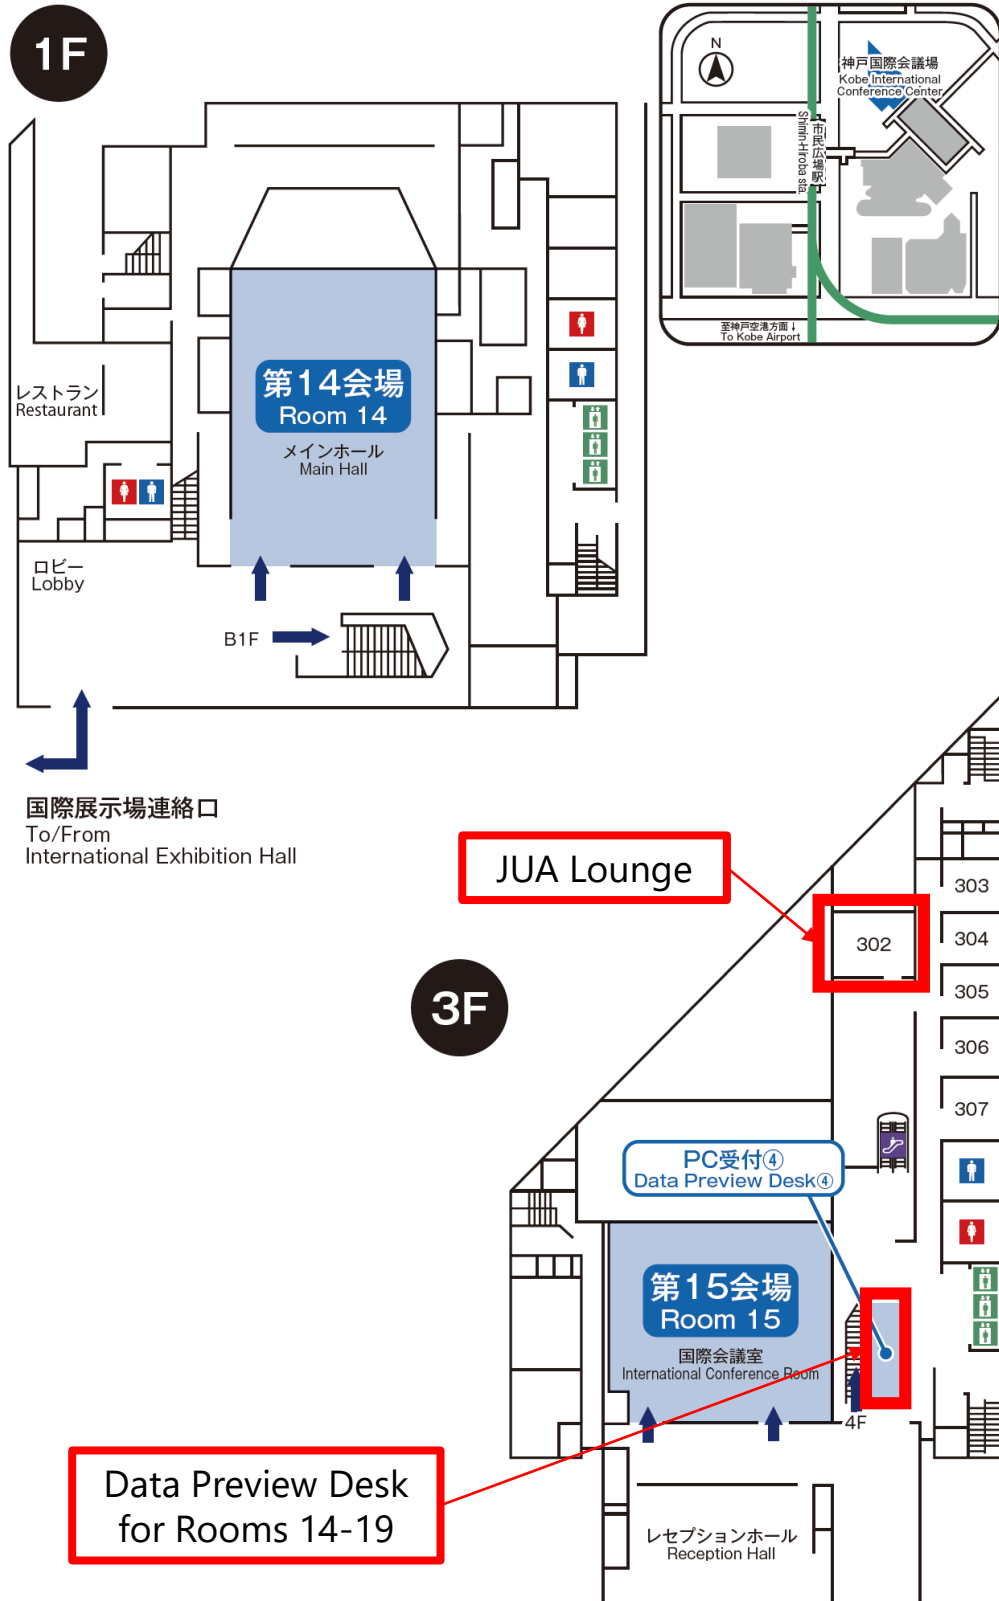 1F
N
神戸国際会議場
Kobe International
Conference Center
市民広場駅
Shimin-hiroba sta.
至神戸空港方面↓
To Kobe Airport
第14会場
Room 14
メインホール
Main Hall
レストラン
Restaurant
ロビー
Lobby
B1F
国際展示場連絡口
To/From
International Exhibition Hall
JUA Lounge
302
303
304
305
306
307
3F
PC受付④
Data Preview Desk④
第15会場
Room 15
国際会議室
International Conference Room
4F
Data Preview Desk
for Rooms 14-19
レセプションホール
Reception Hall